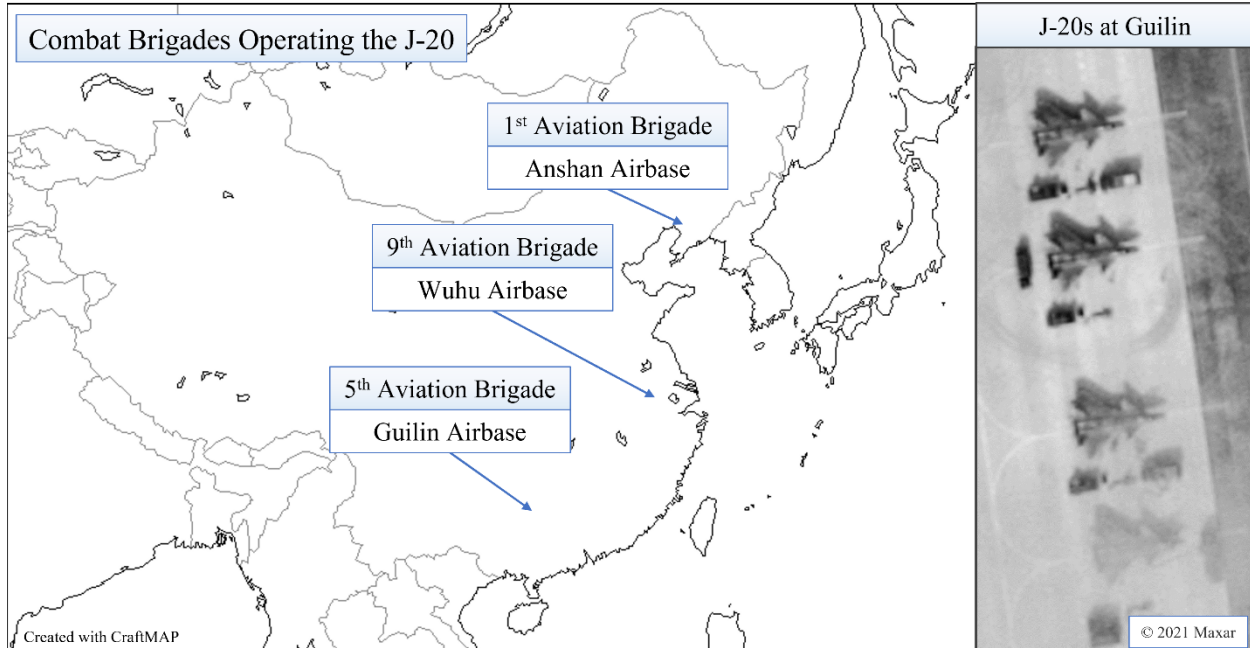 Combat Brigades Operating the J-20
J-20s at Guilin
1st Aviation Brigade
Anshan Airbase
9th Aviation Brigade
Wuhu Airbase
5th Aviation Brigade
Guilin Airbase
Created with CraftMAP
© 2021 Maxar